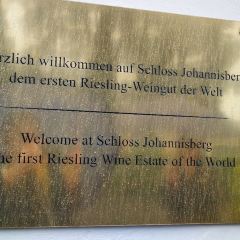 rzlich willkommen auf Schloss Johannisber
dem ersten Riesling-Weingut der Welt
Welcome at Schloss Johannisberg
he first Riesling Wine Estate of the World